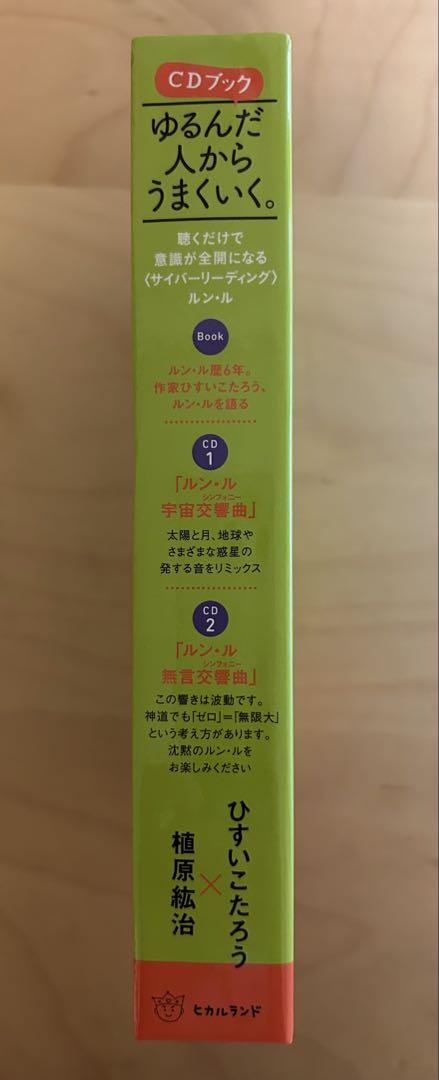 CDブック
ゆるんだ
人から
うまくいく。
聴くだけで
意識が全開になる
〈サイバーリーディング〉
ルン・ル
Book
ルン・ル歴6年。
作家ひすいこたろう、
ルン・ルを語る
CD
1
「ルン・ル
シンフォニー
宇宙交響曲」
太陽と月、地球や
さまざまな惑星の
発する音をリミックス
CD
2
「ルン・ル
シンフォニー
無言交響曲」
この響きは波動です。
神道でも「ゼロ」=「無限大」
という考え方があります。
沈黙のルン・ルを
お楽しみください
ひすいこたろう
×
植原紘治
ヒカルランド